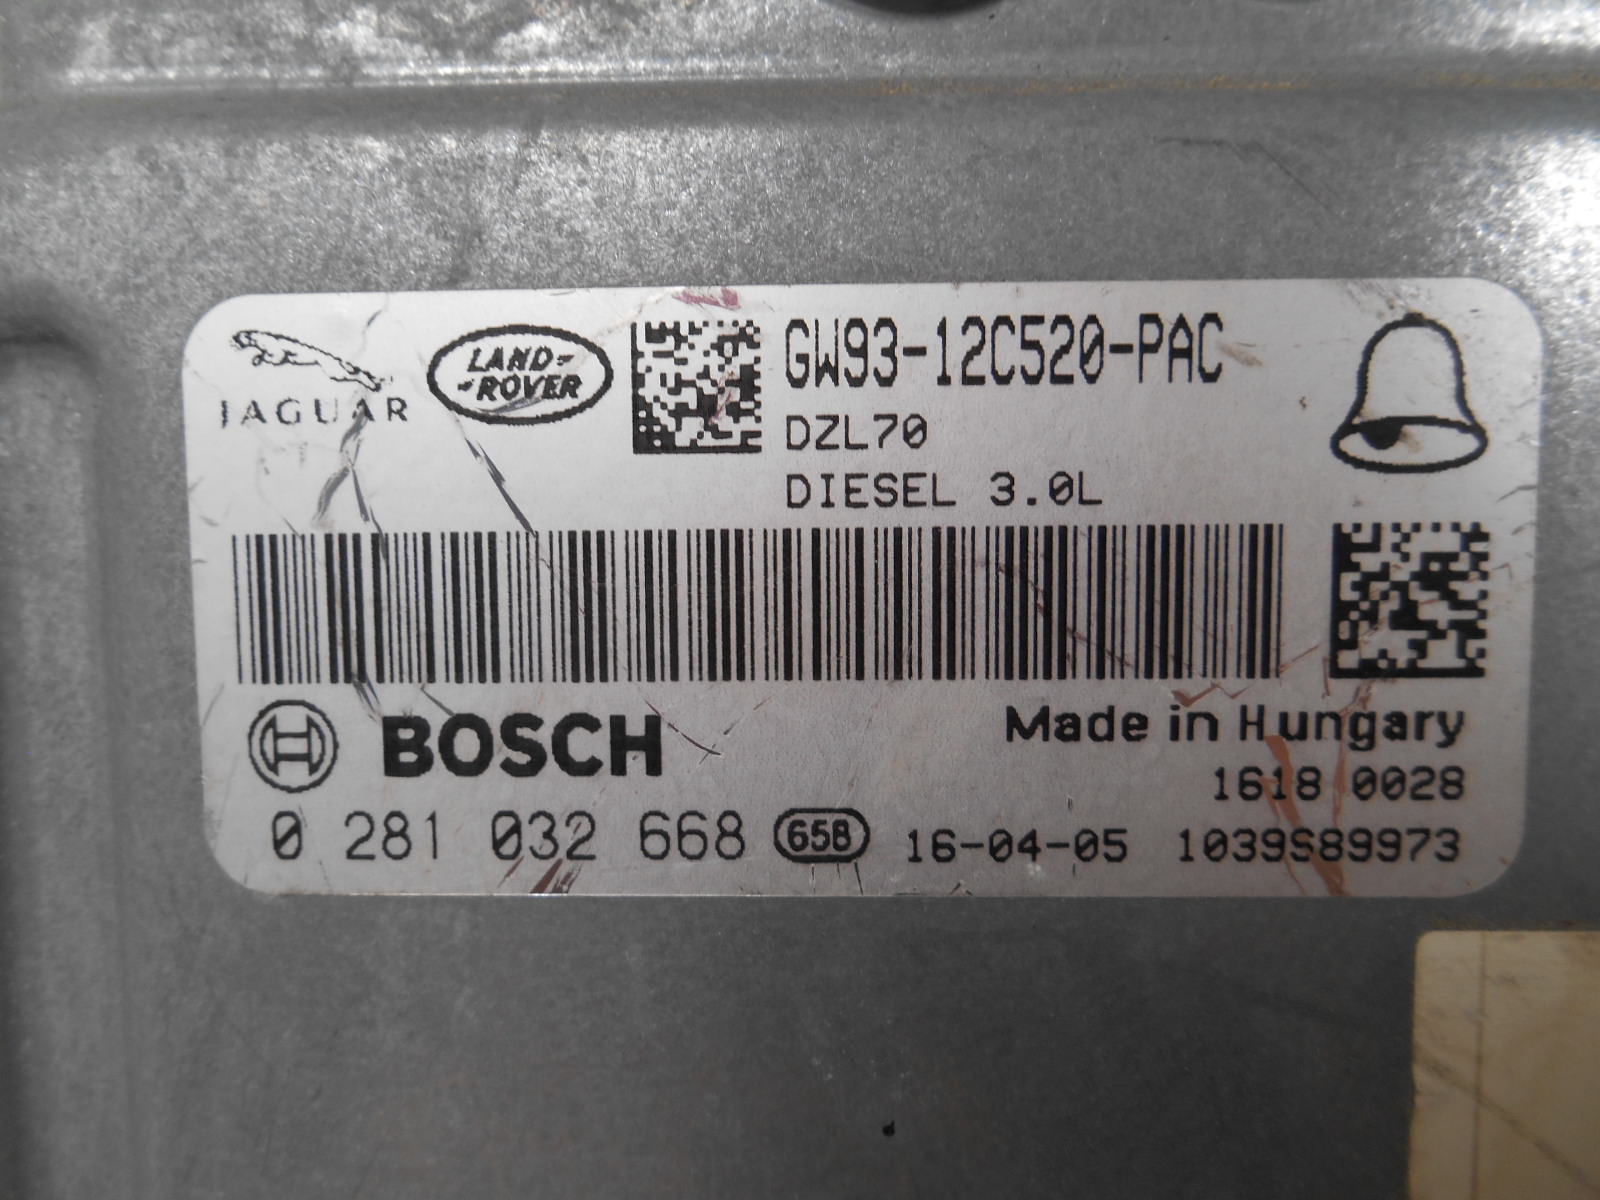 JAGUAR
LAND-
-ROVER
GW93-12C520-PAC
DZL70
DIESEL 3.0L
BOSCH
Made in Hungary
1618 0028
0 281 032 668 658 16-04-05 1039S89973